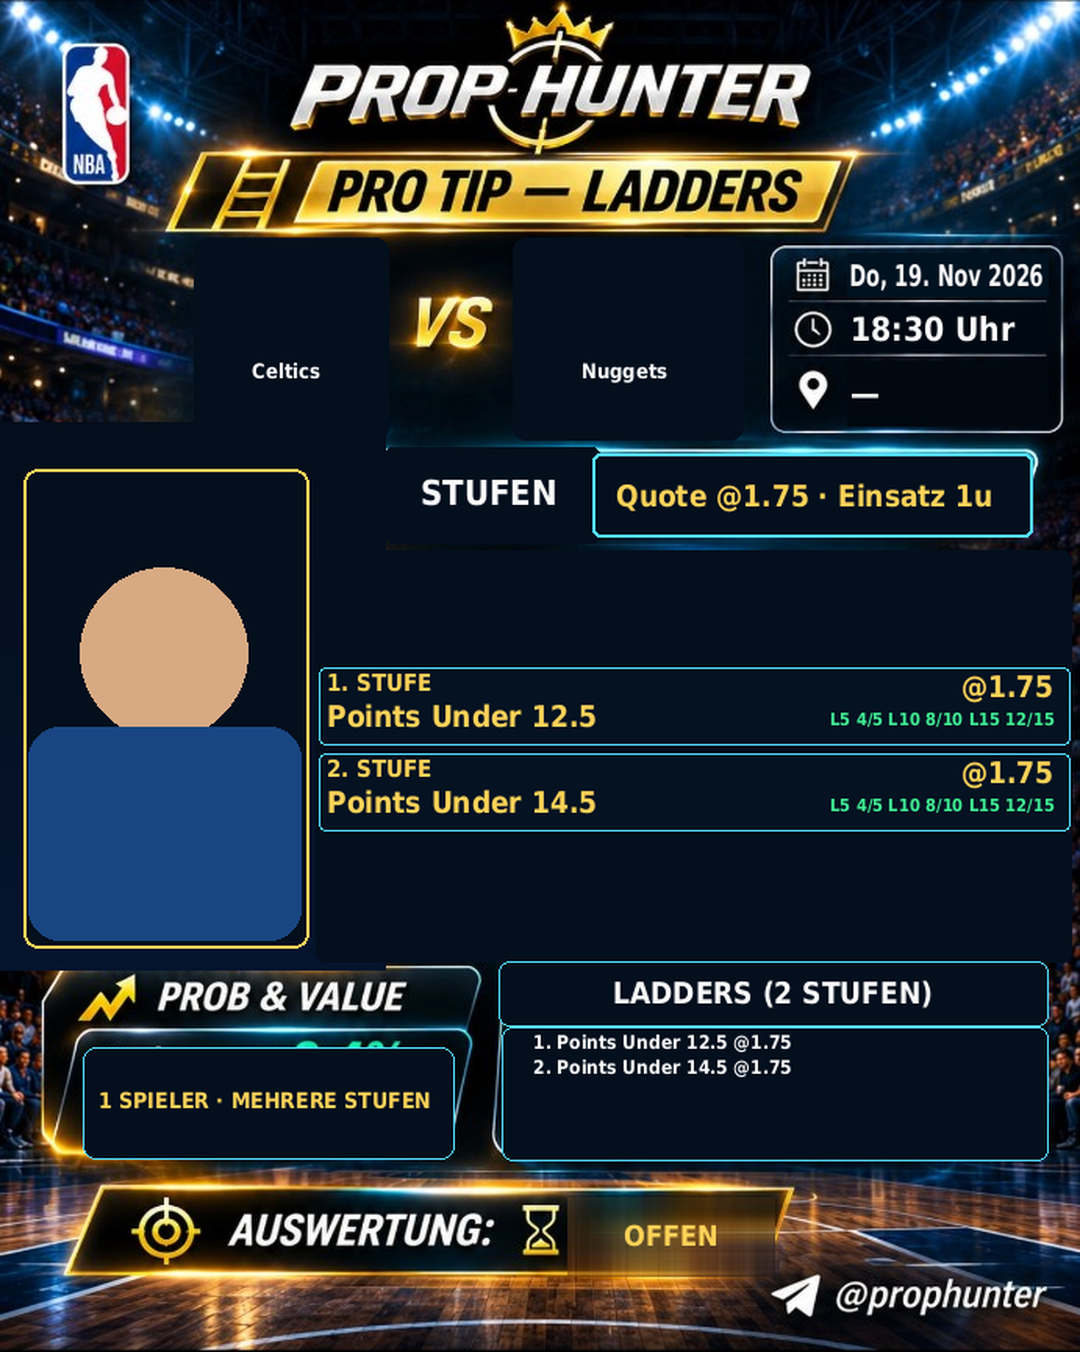 PROP-HUNTER
NBA
PRO TIP — LADDERS
Do, 19. Nov 2026
VS
18:30 Uhr
Celtics
Nuggets
—
STUFEN
Quote @1.75 · Einsatz 1u
1. STUFE
@1.75
Points Under 12.5
L5 4/5 L10 8/10 L15 12/15
2. STUFE
@1.75
Points Under 14.5
L5 4/5 L10 8/10 L15 12/15
PROB & VALUE
LADDERS (2 STUFEN)
1. Points Under 12.5 @1.75
2. Points Under 14.5 @1.75
1 SPIELER · MEHRERE STUFEN
AUSWERTUNG:
OFFEN
@prophunter